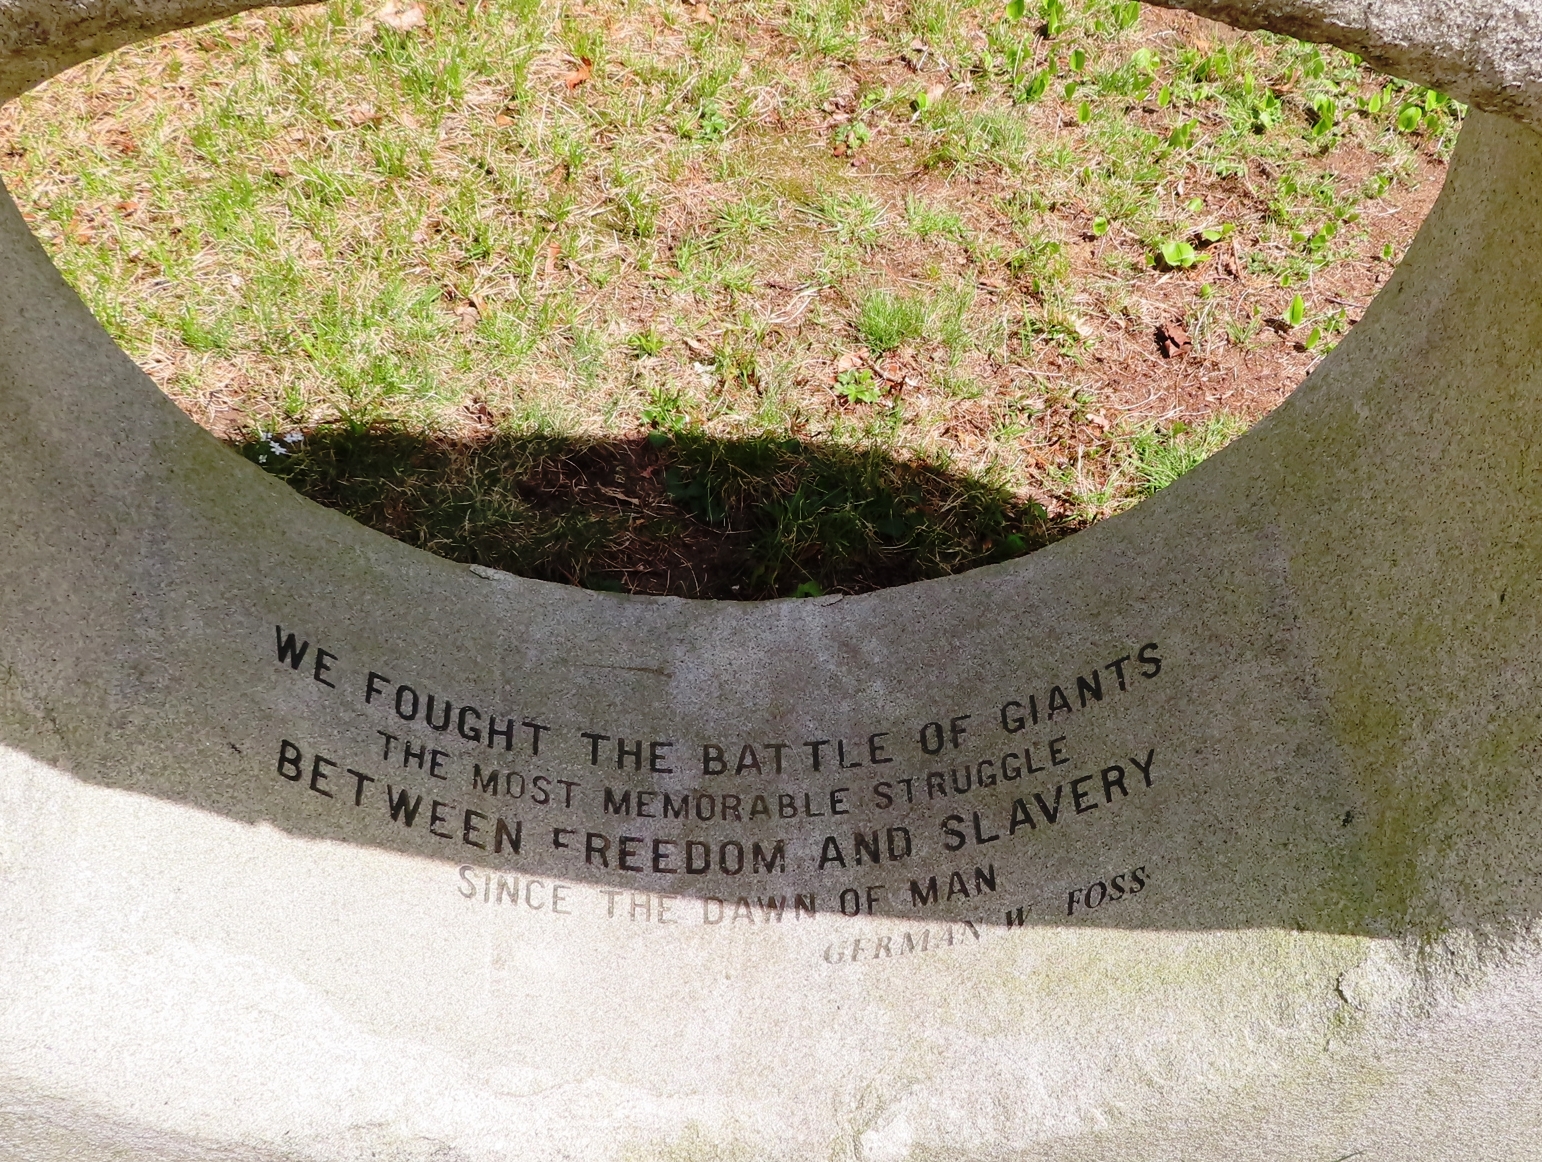 WE FOUGHT THE BATTLE OF GIANTS
THE MOST MEMORABLE STRUGGLE
BETWEEN FREEDOM AND SLAVERY
SINCE THE DAWN OF MAN
GERMAN W FOSS